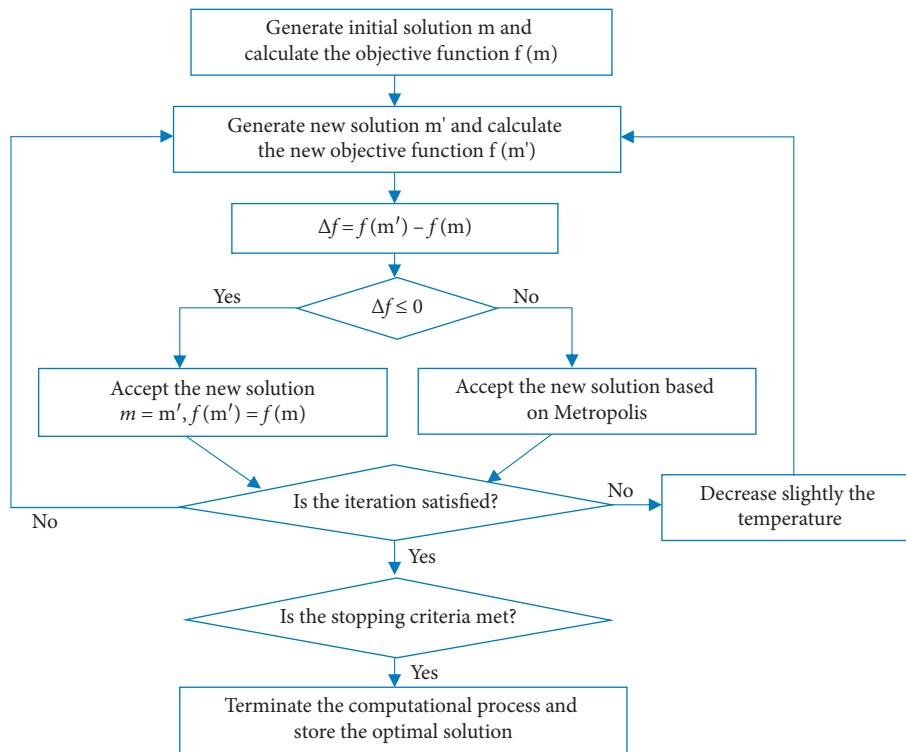 Generate initial solution m and
calculate the objective function f (m)
Generate new solution m' and calculate
the new objective function f (m')
Δf = f (m′) – f (m)
Δf ≤ 0
Yes
No
Accept the new solution
m = m′, f (m′) = f (m)
Accept the new solution based
on Metropolis
Is the iteration satisfied?
No
No
Decrease slightly the
temperature
Yes
Is the stopping criteria met?
Yes
Terminate the computational process and
store the optimal solution